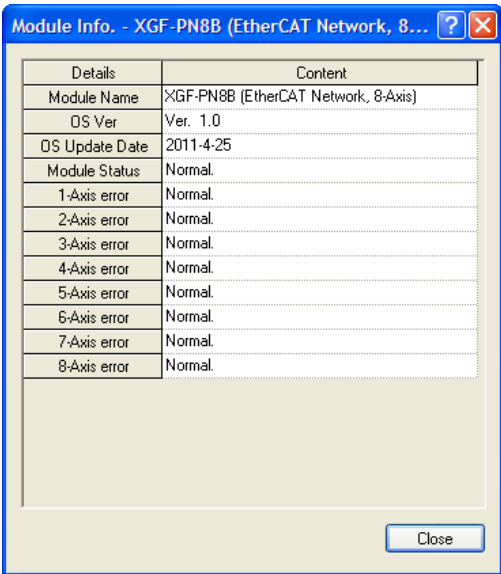 Module Info. - XGF-PN8B (EtherCAT Network, 8...
Details Content
Module Name XGF-PN8B (EtherCAT Network, 8-Axis)
OS Ver Ver. 1.0
OS Update Date 2011-4-25
Module Status Normal.
1-Axis error Normal.
2-Axis error Normal.
3-Axis error Normal.
4-Axis error Normal.
5-Axis error Normal.
6-Axis error Normal.
7-Axis error Normal.
8-Axis error Normal.
Close